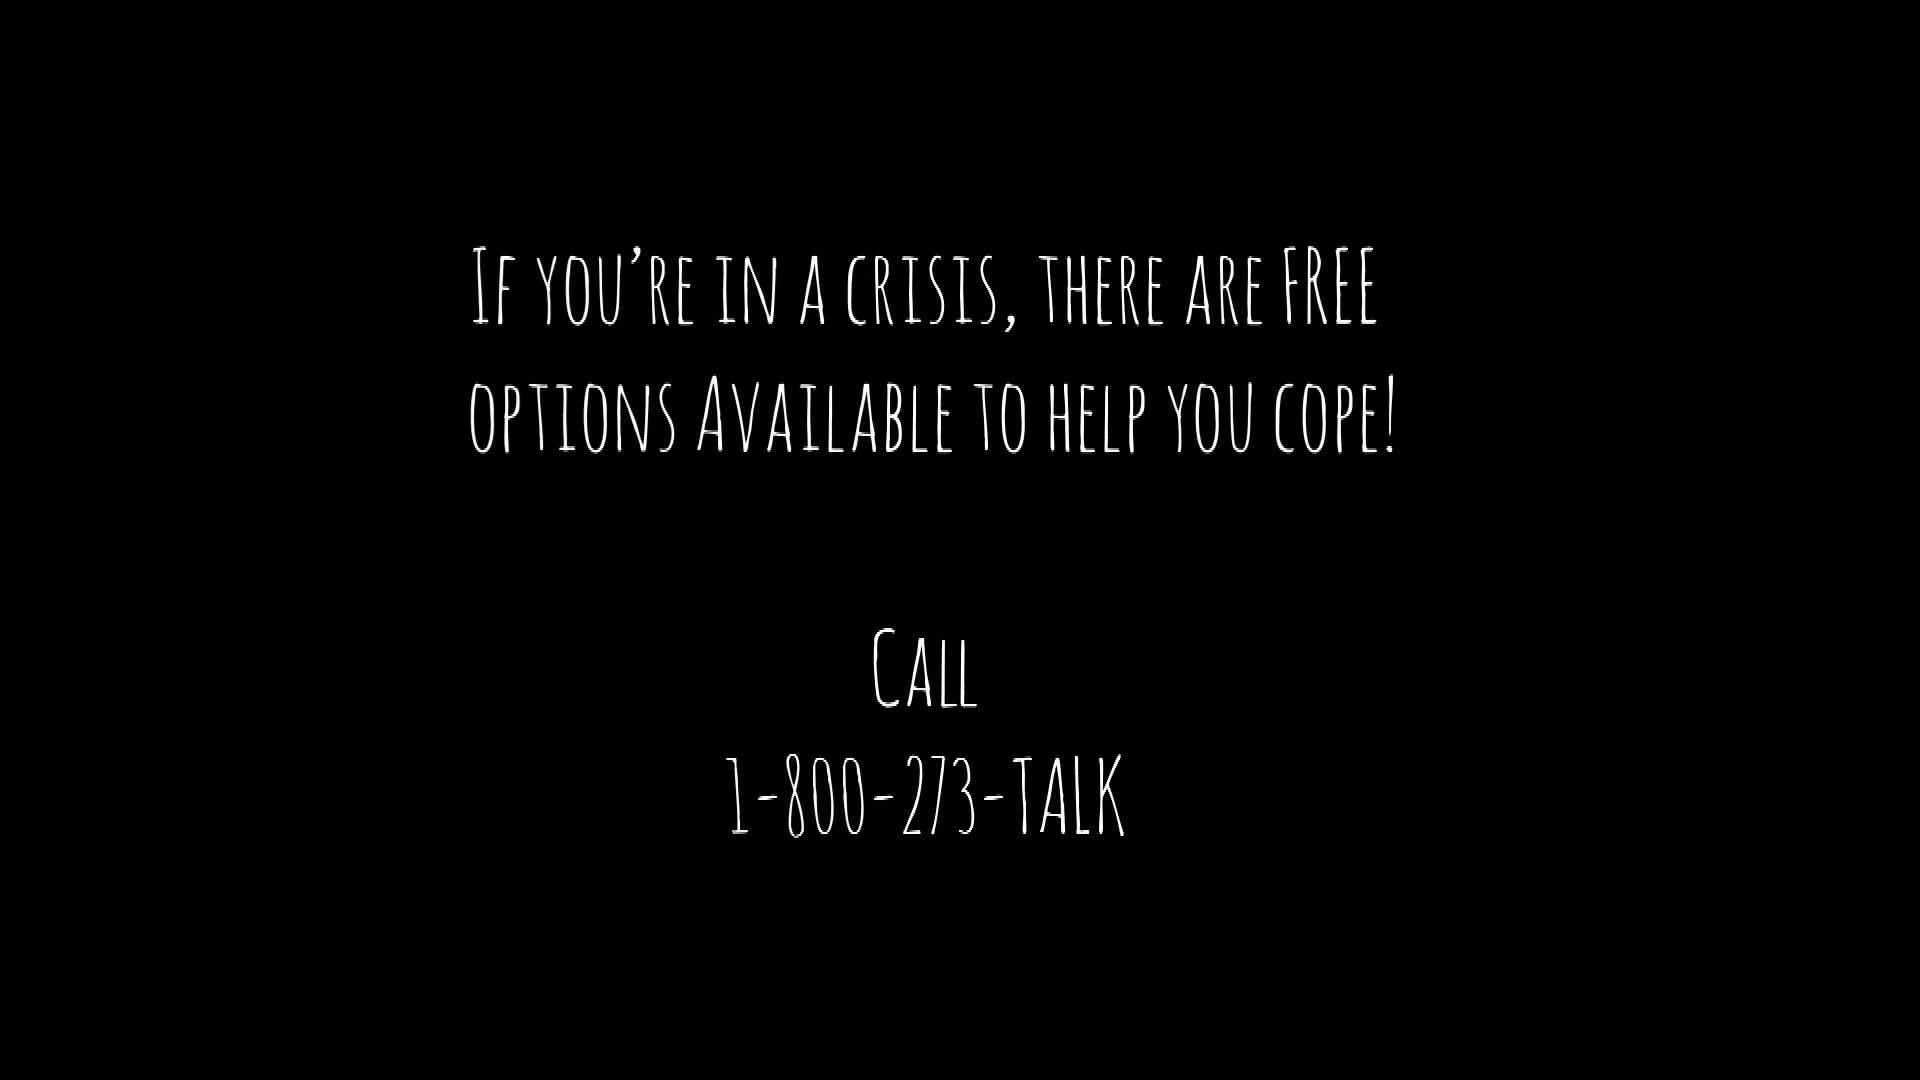 If you’re in a crisis, there are FREE
options Available to help you cope!
Call
1-800-273-TALK